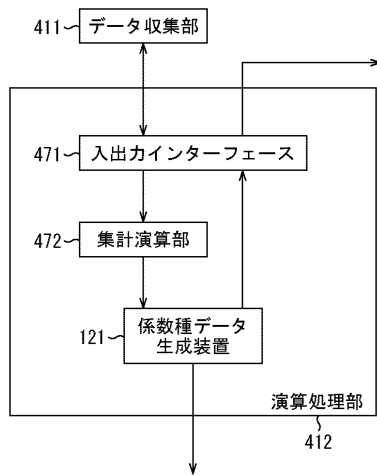 411
データ収集部
471
入出力インターフェース
472
集計演算部
121
係数種データ
生成装置
演算処理部
412